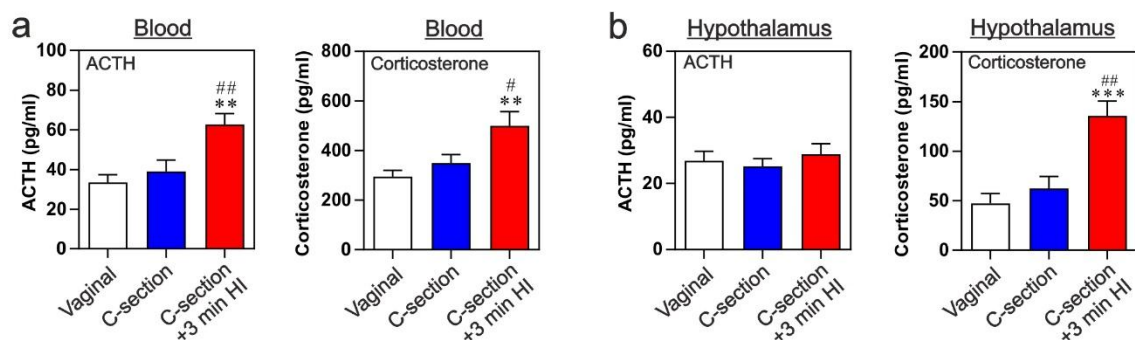 a
Blood
ACTH
ACTH (pg/ml)
100
80
60
40
20
0
##
**
Vaginal
C-section
C-section
+3 min HI
Blood
Corticosterone
Corticosterone (pg/ml)
800
600
400
200
0
#
**
Vaginal
C-section
C-section
+3 min HI
b
Hypothalamus
ACTH
ACTH (pg/ml)
60
40
20
0
Vaginal
C-section
C-section
+3 min HI
Hypothalamus
Corticosterone
Corticosterone (pg/ml)
200
150
100
50
0
##
***
Vaginal
C-section
C-section
+3 min HI